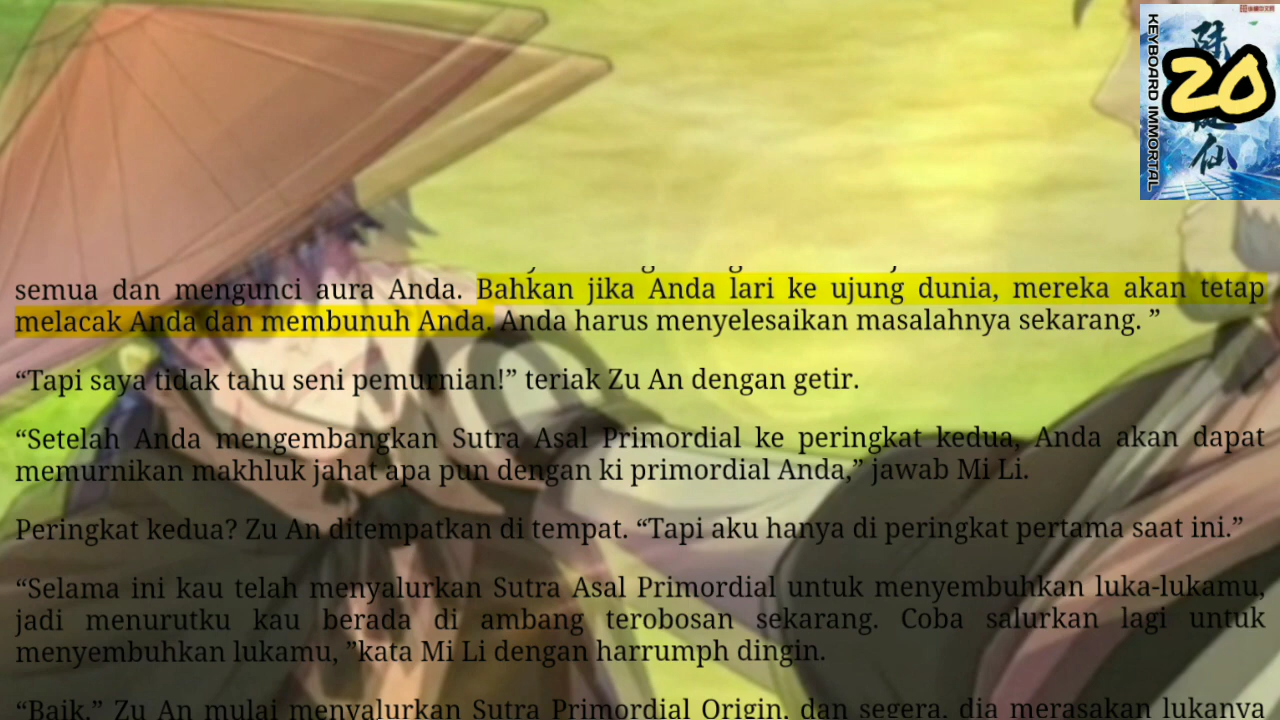 KEYBOARD IMMORTAL
20
semua dan mengunci aura Anda. Bahkan jika Anda lari ke ujung dunia, mereka akan tetap
melacak Anda dan membunuh Anda. Anda harus menyelesaikan masalahnya sekarang. ”
“Tapi saya tidak tahu seni pemurnian!” teriak Zu An dengan getir.
“Setelah Anda mengembangkan Sutra Asal Primordial ke peringkat kedua, Anda akan dapat
memurnikan makhluk jahat apa pun dengan ki primordial Anda,” jawab Mi Li.
Peringkat kedua? Zu An ditempatkan di tempat. “Tapi aku hanya di peringkat pertama saat ini.”
“Selama ini kau telah menyalurkan Sutra Asal Primordial untuk menyembuhkan luka-lukamu,
jadi menurutku kau berada di ambang terobosan sekarang. Coba salurkan lagi untuk
menyembuhkan lukamu, ”kata Mi Li dengan harrumph dingin.
“Baik.” Zu An mulai menyalurkan Sutra Primordial Origin, dan segera, dia merasakan lukanya